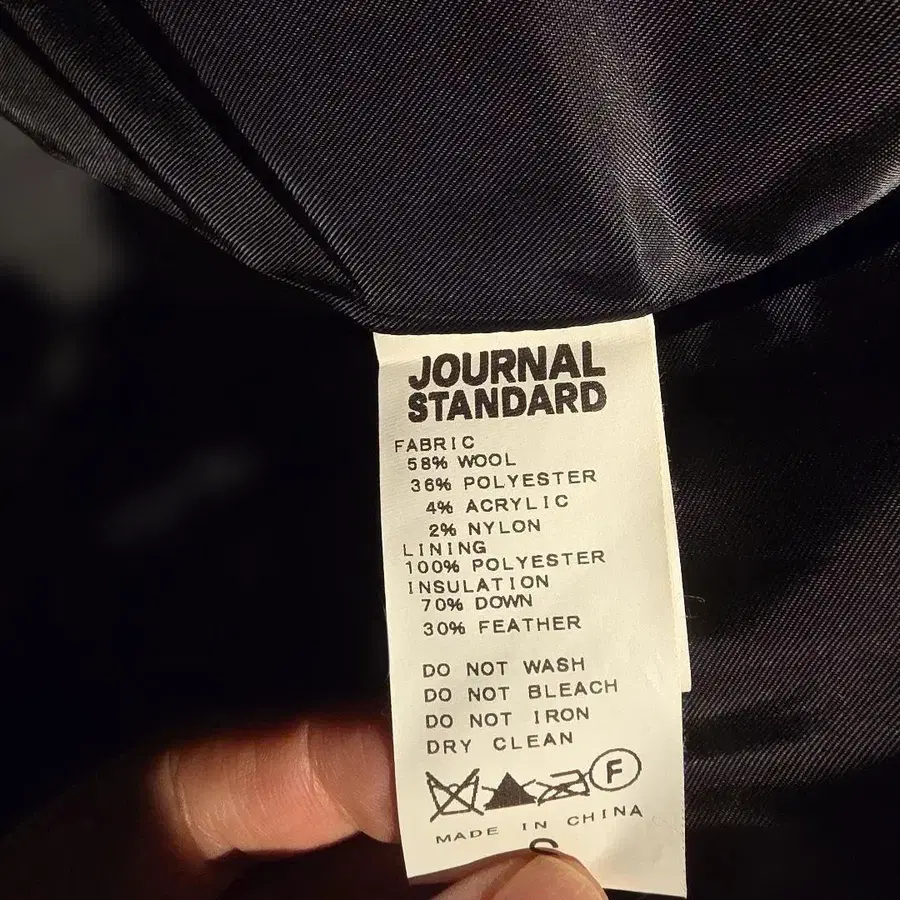 JOURNAL
STANDARD
FABRIC
58% WOOL
36% POLYESTER
4% ACRYLIC
2% NYLON
LINING
100% POLYESTER
INSULATION
70% DOWN
30% FEATHER
DO NOT WASH
DO NOT BLEACH
DO NOT IRON
DRY CLEAN
F
MADE IN CHINA